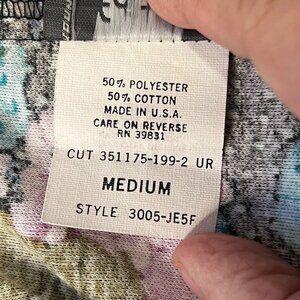 50% POLYESTER
50% COTTON
MADE IN U.S.A.
CARE ON REVERSE
RN 39831
CUT 351175-199-2 UR
MEDIUM
STYLE 3005-JE5F